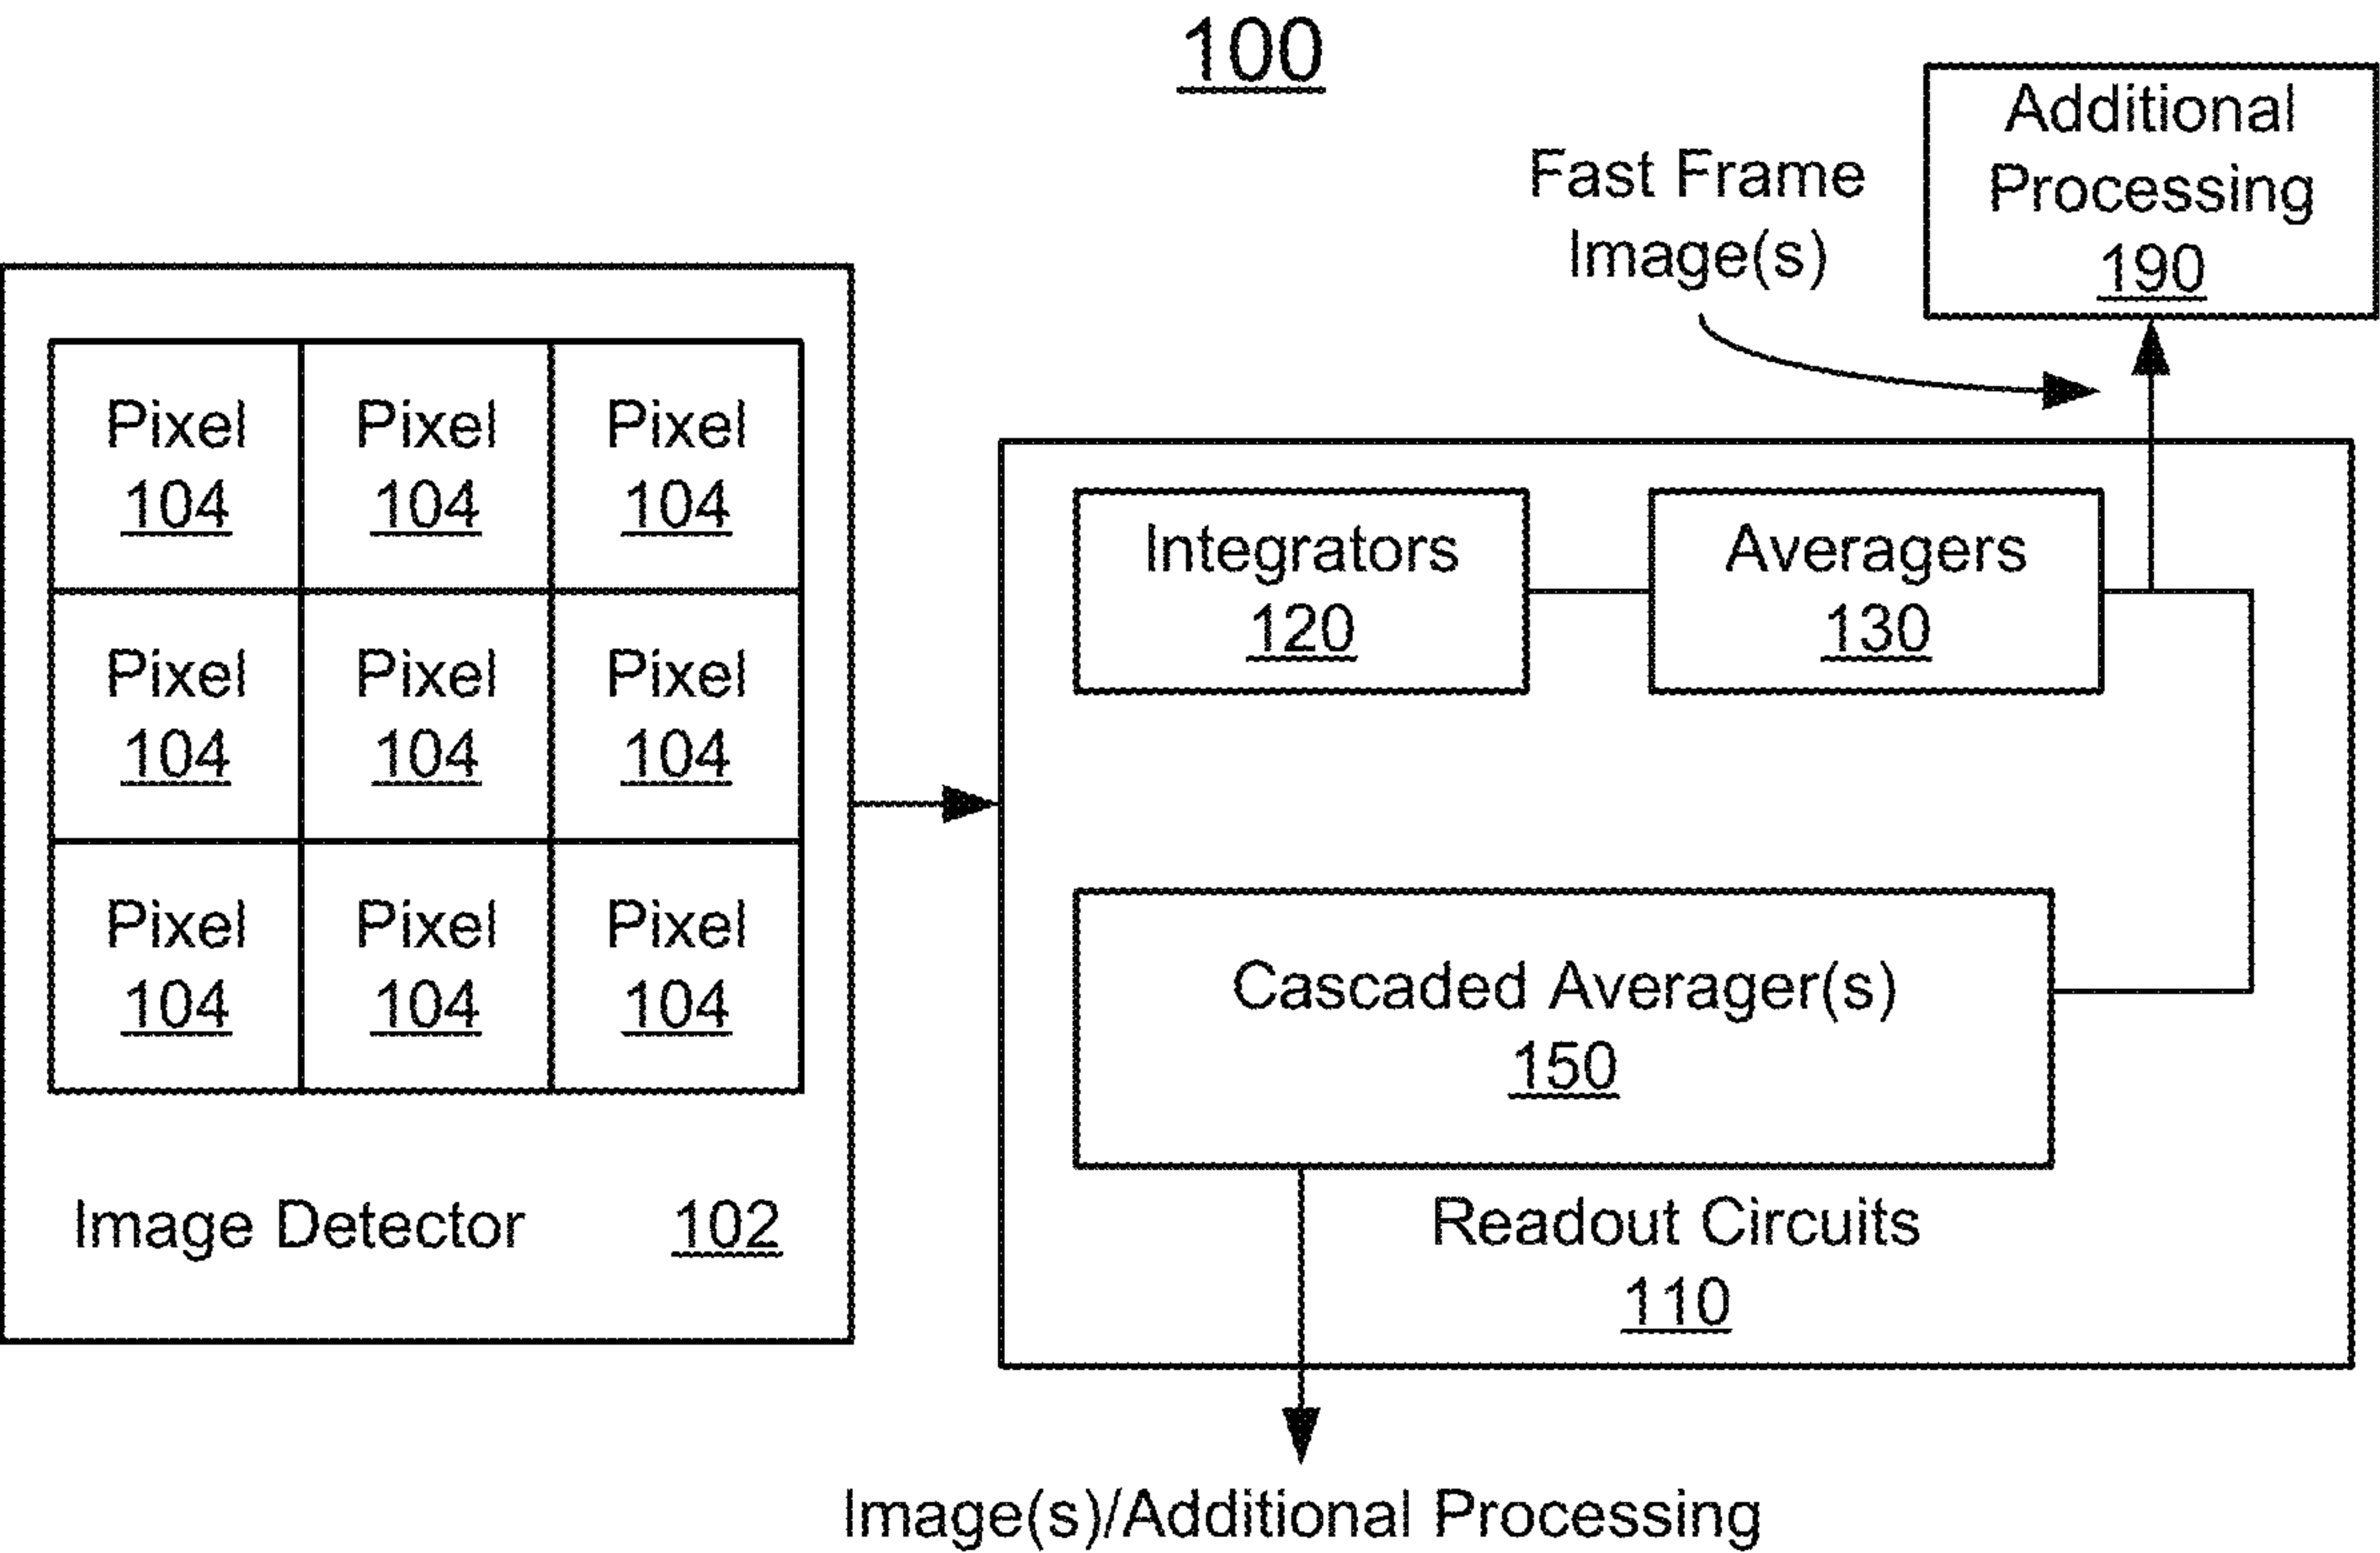 100
Additional
Processing
190
Fast Frame
Image(s)
Pixel Pixel Pixel
104 104 104
Pixel Pixel Pixel
104 104 104
Pixel Pixel Pixel
104 104 104
Image Detector 102
Integrators
120
Averagers
130
Cascaded Averager(s)
150
Readout Circuits
110
Image(s)/Additional Processing